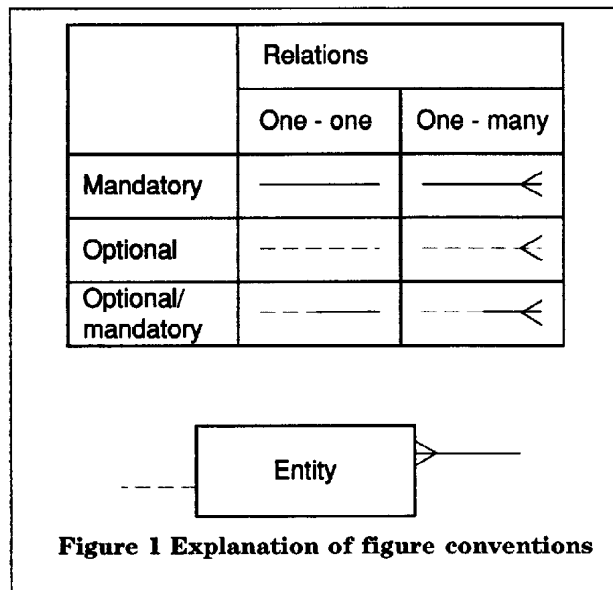 Relations
One - one One - many
Mandatory
Optional
Optional/
mandatory
Entity
Figure 1 Explanation of figure conventions